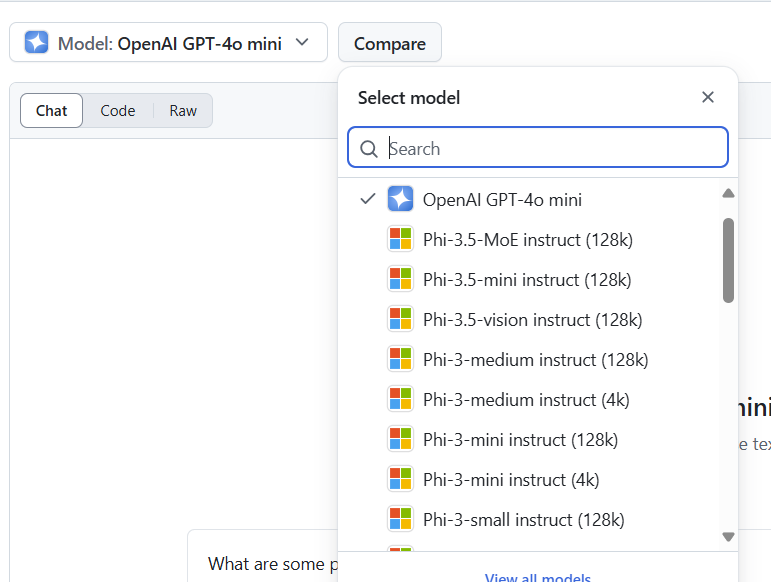 Model: OpenAI GPT-4o mini
Compare
Chat
Code
Raw
Select model
Search
OpenAI GPT-4o mini
Phi-3.5-MoE instruct (128k)
Phi-3.5-mini instruct (128k)
Phi-3.5-vision instruct (128k)
Phi-3-medium instruct (128k)
Phi-3-medium instruct (4k)
Phi-3-mini instruct (128k)
Phi-3-mini instruct (4k)
Phi-3-small instruct (128k)
What are some
View all models